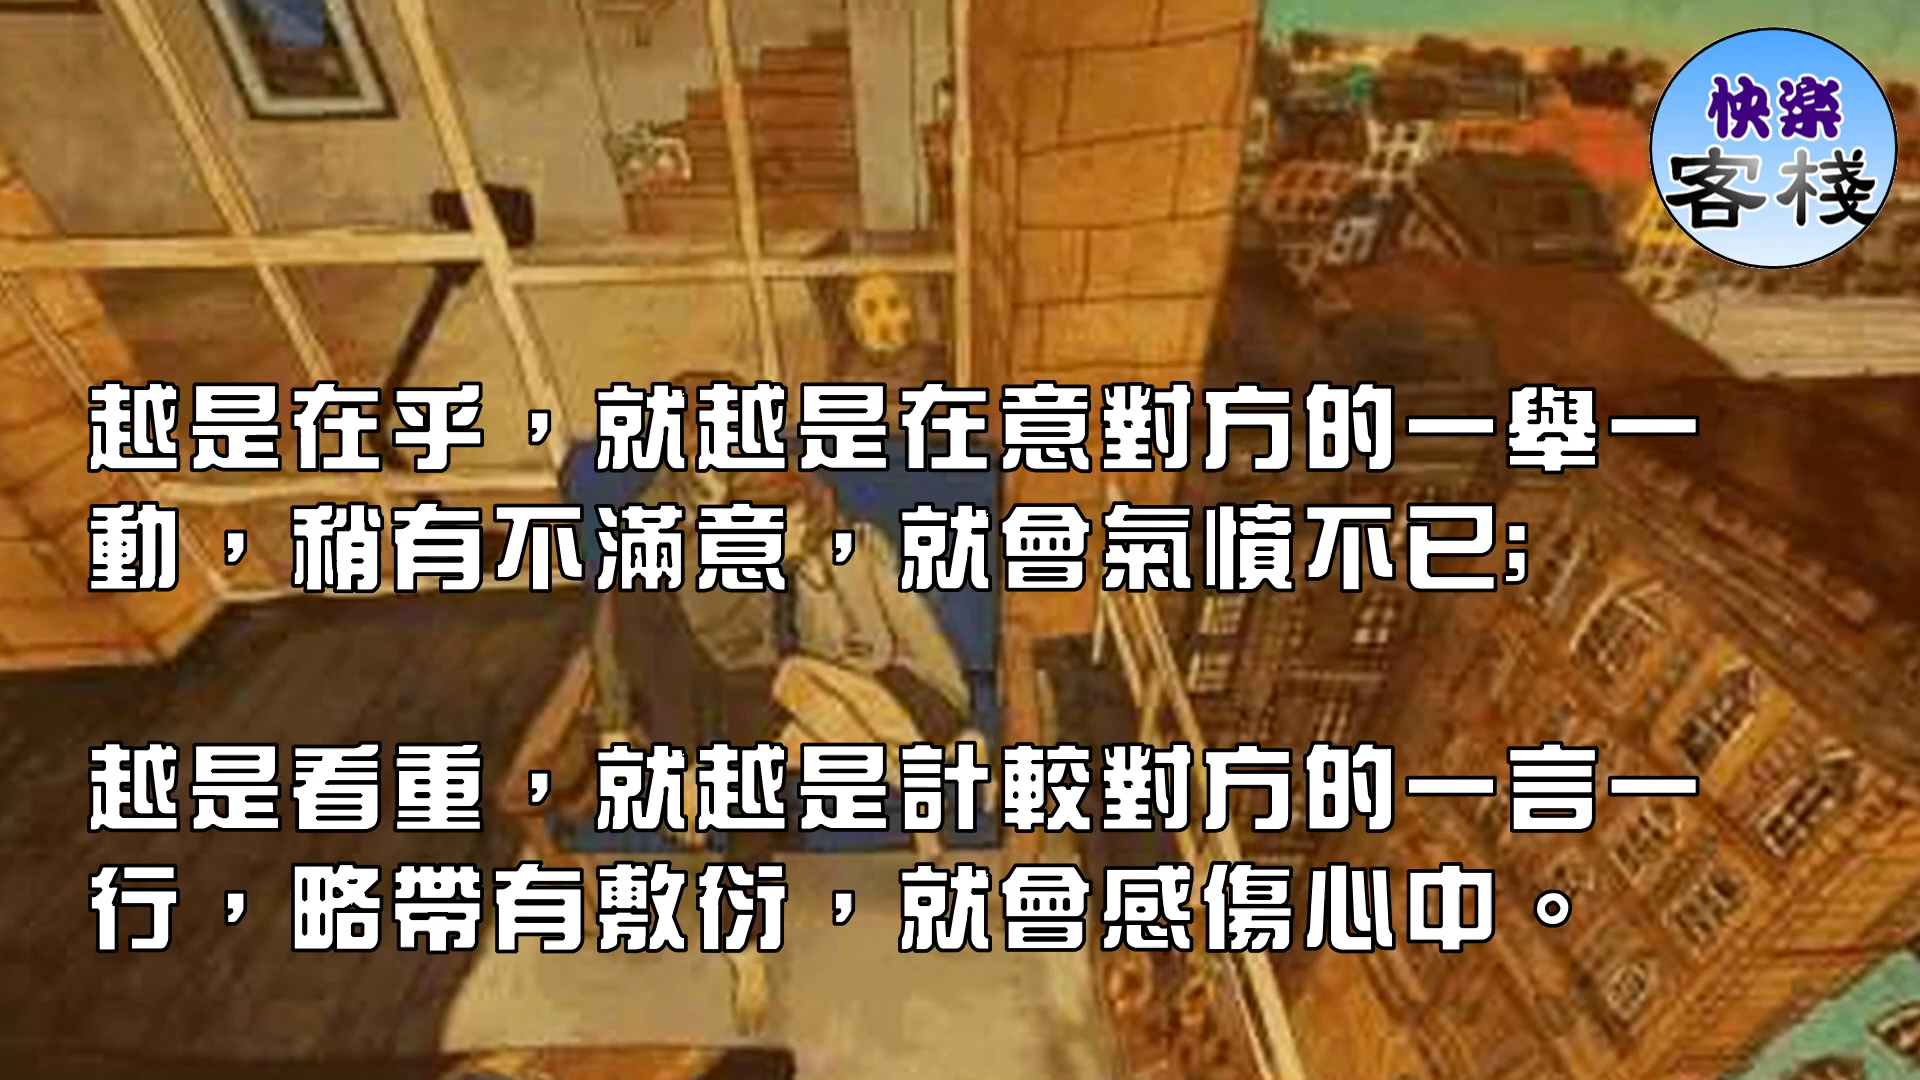 快樂
客棧
越是在乎，就越是在意對方的一舉一
動，稍有不滿意，就會氣憤不已;
越是看重，就越是計較對方的一言一
行，略帶有敷衍，就會感傷心中。